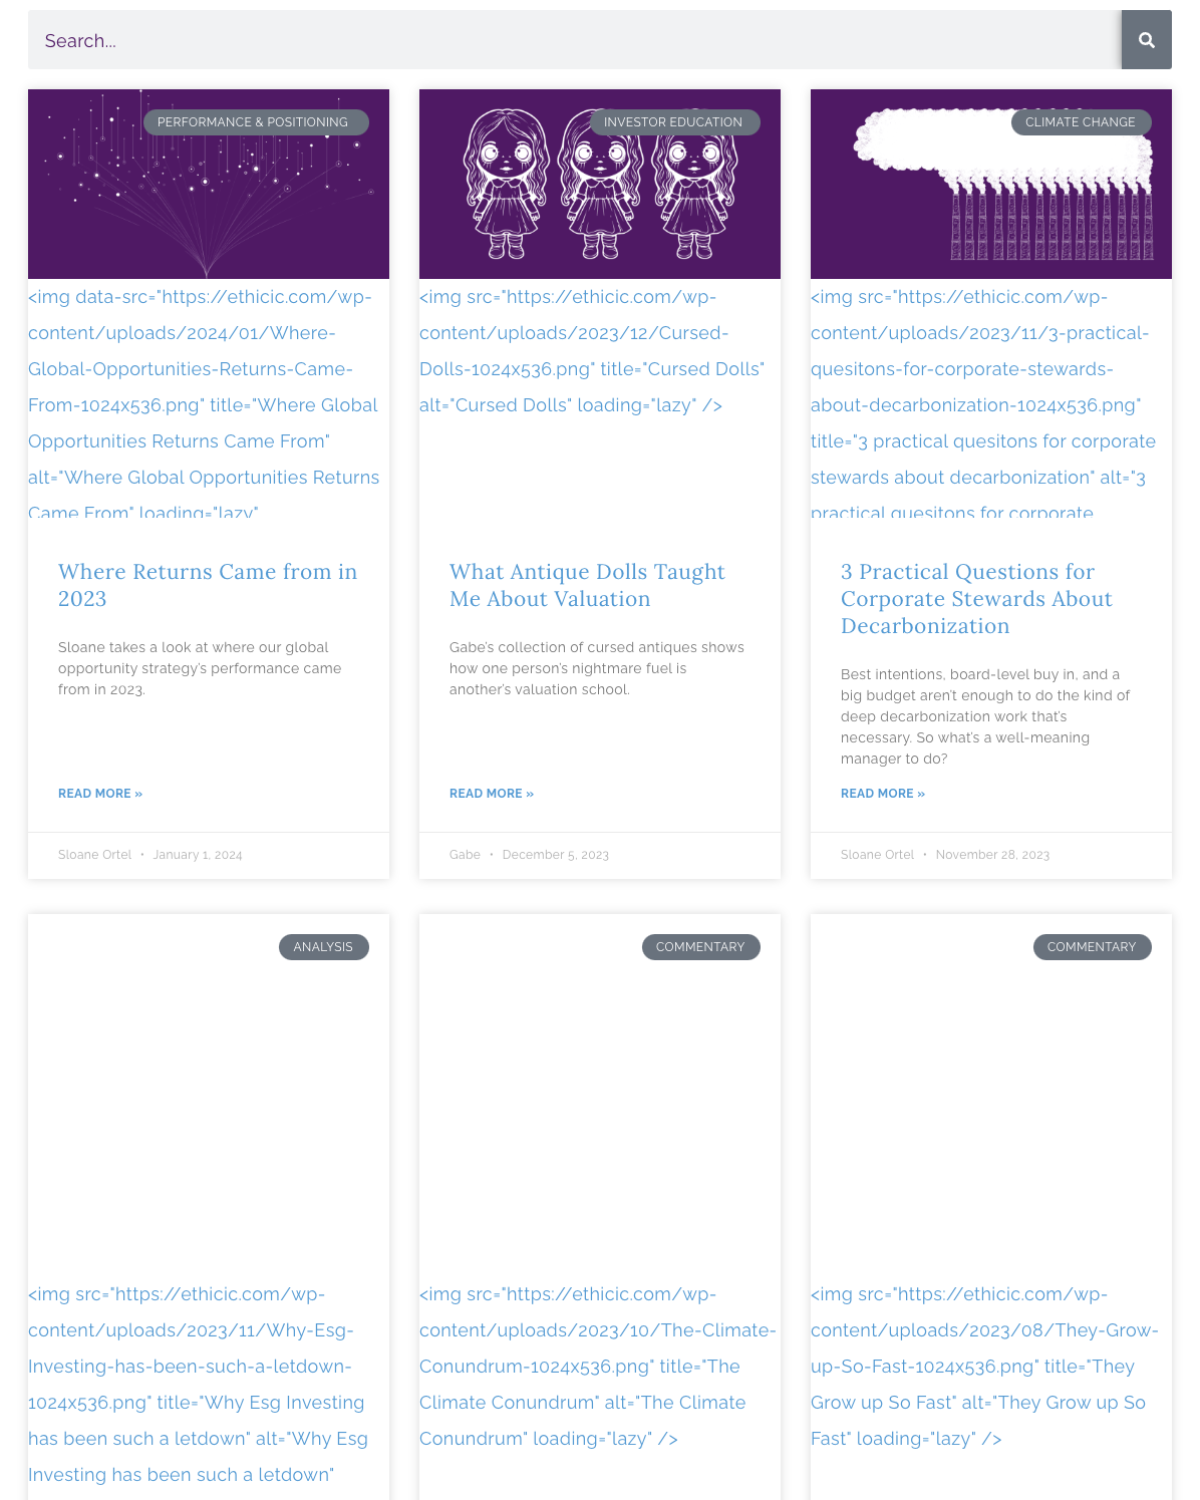 Search...
PERFORMANCE & POSITIONING
<img data-src="https://ethicic.com/wp-
content/uploads/2024/01/Where-
Global-Opportunities-Returns-Came-
From-1024x536.png" title="Where Global
Opportunities Returns Came From"
alt="Where Global Opportunities Returns
Came From" loading="lazy"
Where Returns Came from in
2023
Sloane takes a look at where our global
opportunity strategy's performance came
from in 2023.
READ MORE »
Sloane Ortel • January 1, 2024
INVESTOR EDUCATION
<img src="https://ethicic.com/wp-
content/uploads/2023/12/Cursed-
Dolls-1024x536.png" title="Cursed Dolls"
alt="Cursed Dolls" loading="lazy" />
What Antique Dolls Taught
Me About Valuation
Gabe's collection of cursed antiques shows
how one person's nightmare fuel is
another's valuation school.
READ MORE »
Gabe • December 5, 2023
CLIMATE CHANGE
<img src="https://ethicic.com/wp-
content/uploads/2023/11/3-practical-
quesitons-for-corporate-stewards-
about-decarbonization-1024x536.png"
title="3 practical quesitons for corporate
stewards about decarbonization" alt="3
practical quesitons for corporate
3 Practical Questions for
Corporate Stewards About
Decarbonization
Best intentions, board-level buy in, and a
big budget aren't enough to do the kind of
deep decarbonization work that's
necessary. So what's a well-meaning
manager to do?
READ MORE »
Sloane Ortel • November 28, 2023
ANALYSIS
<img src="https://ethicic.com/wp-
content/uploads/2023/11/Why-Esg-
Investing-has-been-such-a-letdown-
1024x536.png" title="Why Esg Investing
has been such a letdown" alt="Why Esg
Investing has been such a letdown"
COMMENTARY
<img src="https://ethicic.com/wp-
content/uploads/2023/10/The-Climate-
Conundrum-1024x536.png" title="The
Climate Conundrum" alt="The Climate
Conundrum" loading="lazy" />
COMMENTARY
<img src="https://ethicic.com/wp-
content/uploads/2023/08/They-Grow-
up-So-Fast-1024x536.png" title="They
Grow up So Fast" alt="They Grow up So
Fast" loading="lazy" />